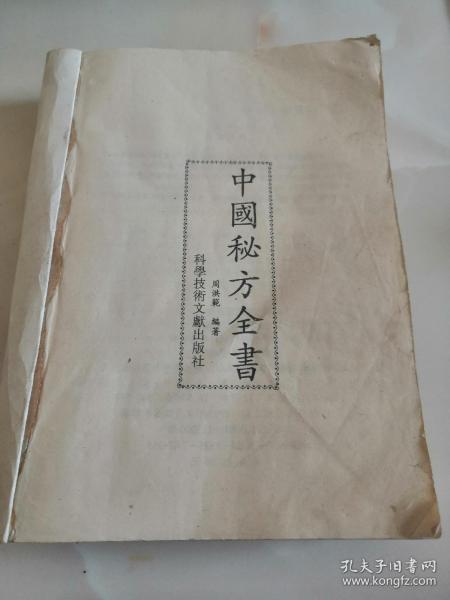 中國秘方全書
周洪範 編著
科學技術文獻出版社
孔夫子旧书网
www.kongfz.com